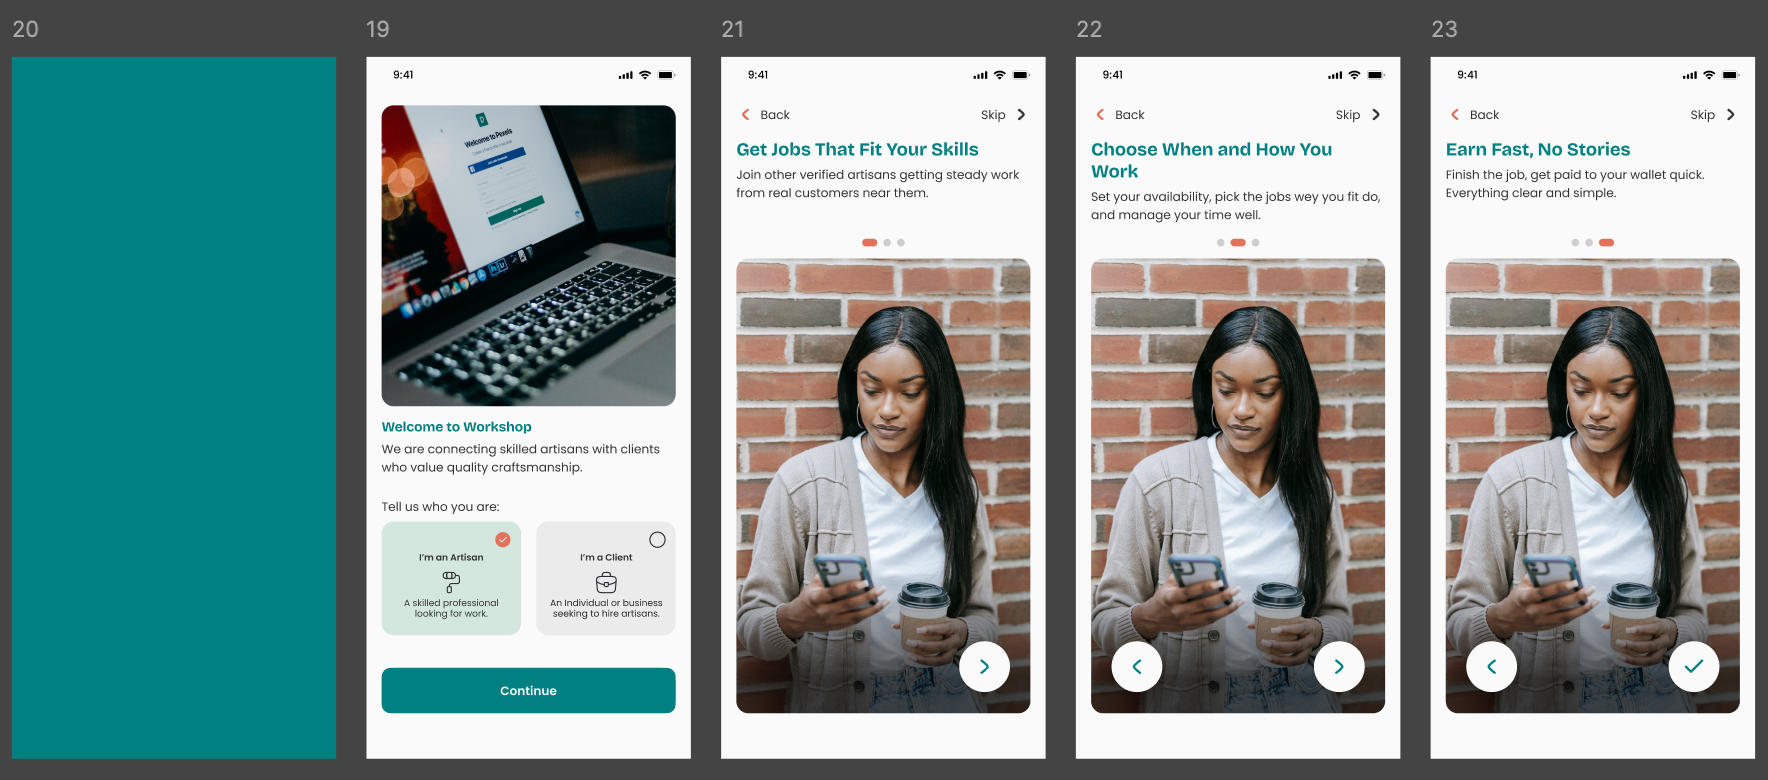 20
19
21
22
23
9:41
Welcome to Pexels
Welcome to Workshop
We are connecting skilled artisans with clients
who value quality craftsmanship.
Tell us who you are:
I'm an Artisan
A skilled professional
looking for work.
I'm a Client
An Individual or business
seeking to hire artisans.
Continue
9:41
Back
Skip
Get Jobs That Fit Your Skills
Join other verified artisans getting steady work
from real customers near them.
9:41
Back
Skip
Choose When and How You
Work
Set your availability, pick the jobs wey you fit do,
and manage your time well.
9:41
Back
Skip
Earn Fast, No Stories
Finish the job, get paid to your wallet quick.
Everything clear and simple.